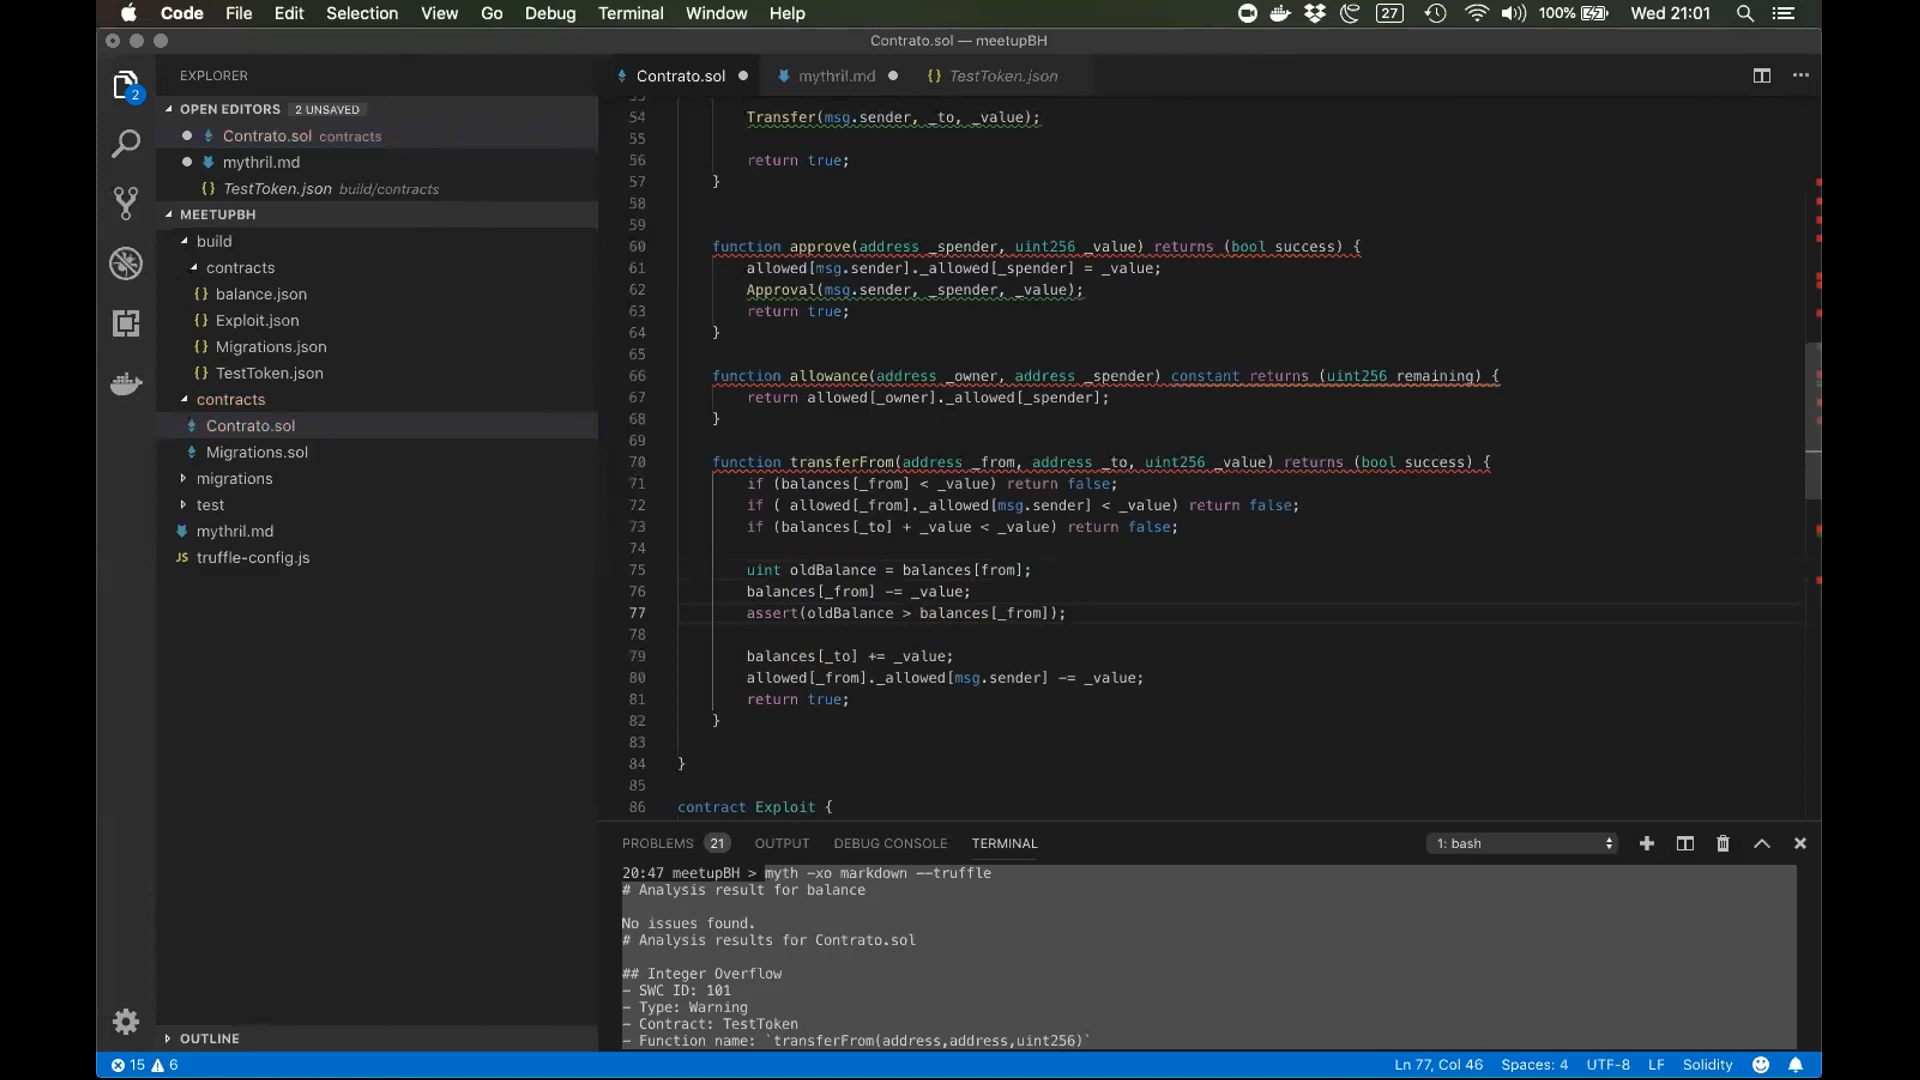 Code File Edit Selection View Go Debug Terminal Window Help 27 100% Wed 21:01
Contrato.sol — meetupBH
EXPLORER
OPEN EDITORS 2 UNSAVED
Contrato.sol contracts
mythril.md
{} TestToken.json build/contracts
MEETUPBH
build
contracts
{} balance.json
{} Exploit.json
{} Migrations.json
{} TestToken.json
contracts
Contrato.sol
Migrations.sol
migrations
test
mythril.md
JS truffle-config.js
OUTLINE
2
Contrato.sol mythril.md {} TestToken.json
53
54 Transfer(msg.sender, _to, _value);
55
56 return true;
57 }
58
59
60 function approve(address _spender, uint256 _value) returns (bool success) {
61 allowed[msg.sender]._allowed[_spender] = _value;
62 Approval(msg.sender, _spender, _value);
63 return true;
64 }
65
66 function allowance(address _owner, address _spender) constant returns (uint256 remaining) {
67 return allowed[_owner]._allowed[_spender];
68 }
69
70 function transferFrom(address _from, address _to, uint256 _value) returns (bool success) {
71 if (balances[_from] < _value) return false;
72 if ( allowed[_from]._allowed[msg.sender] < _value) return false;
73 if (balances[_to] + _value < _value) return false;
74
75 uint oldBalance = balances[from];
76 balances[_from] -= _value;
77 assert(oldBalance > balances[_from]);
78
79 balances[_to] += _value;
80 allowed[_from]._allowed[msg.sender] -= _value;
81 return true;
82 }
83
84 }
85
86 contract Exploit {
PROBLEMS 21 OUTPUT DEBUG CONSOLE TERMINAL 1: bash
20:47 meetupBH > myth -xo markdown --truffle
# Analysis result for balance
No issues found.
# Analysis results for Contrato.sol
## Integer Overflow
- SWC ID: 101
- Type: Warning
- Contract: TestToken
- Function name: `transferFrom(address,address,uint256)`
15 6 Ln 77, Col 46 Spaces: 4 UTF-8 LF Solidity